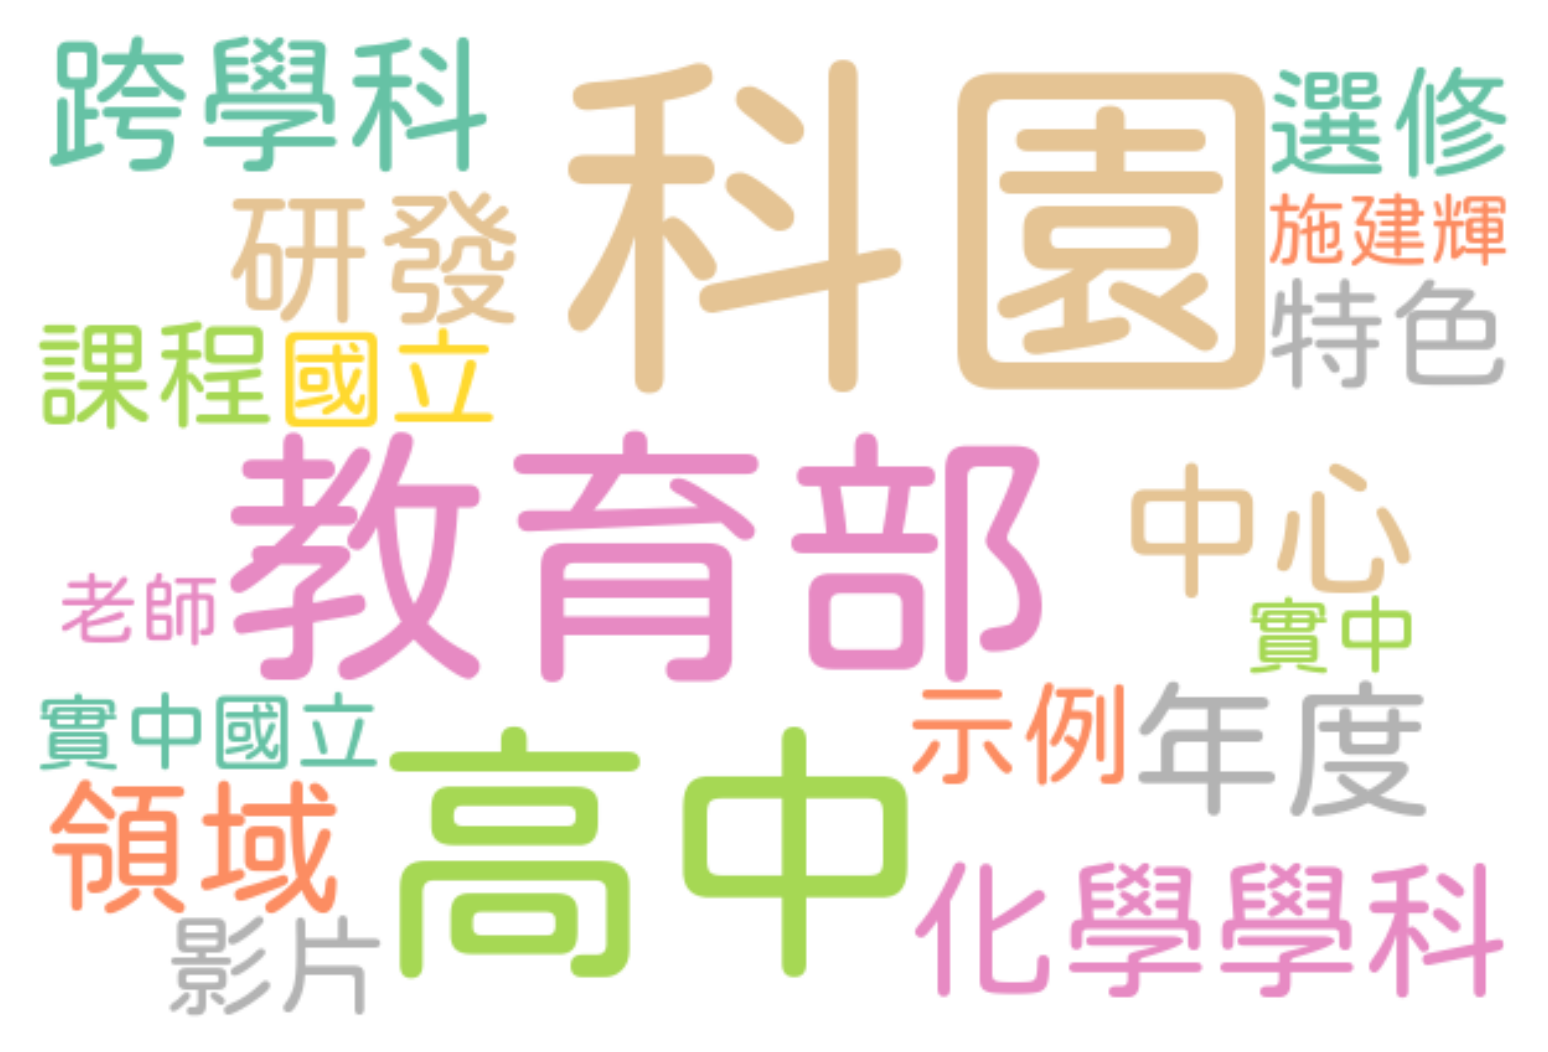 跨學科
科園
選修
研發
施建輝
特色
課程
國立
教育部
中心
老師
實中
實中國立
示例
年度
領域
高中
化學學科
影片